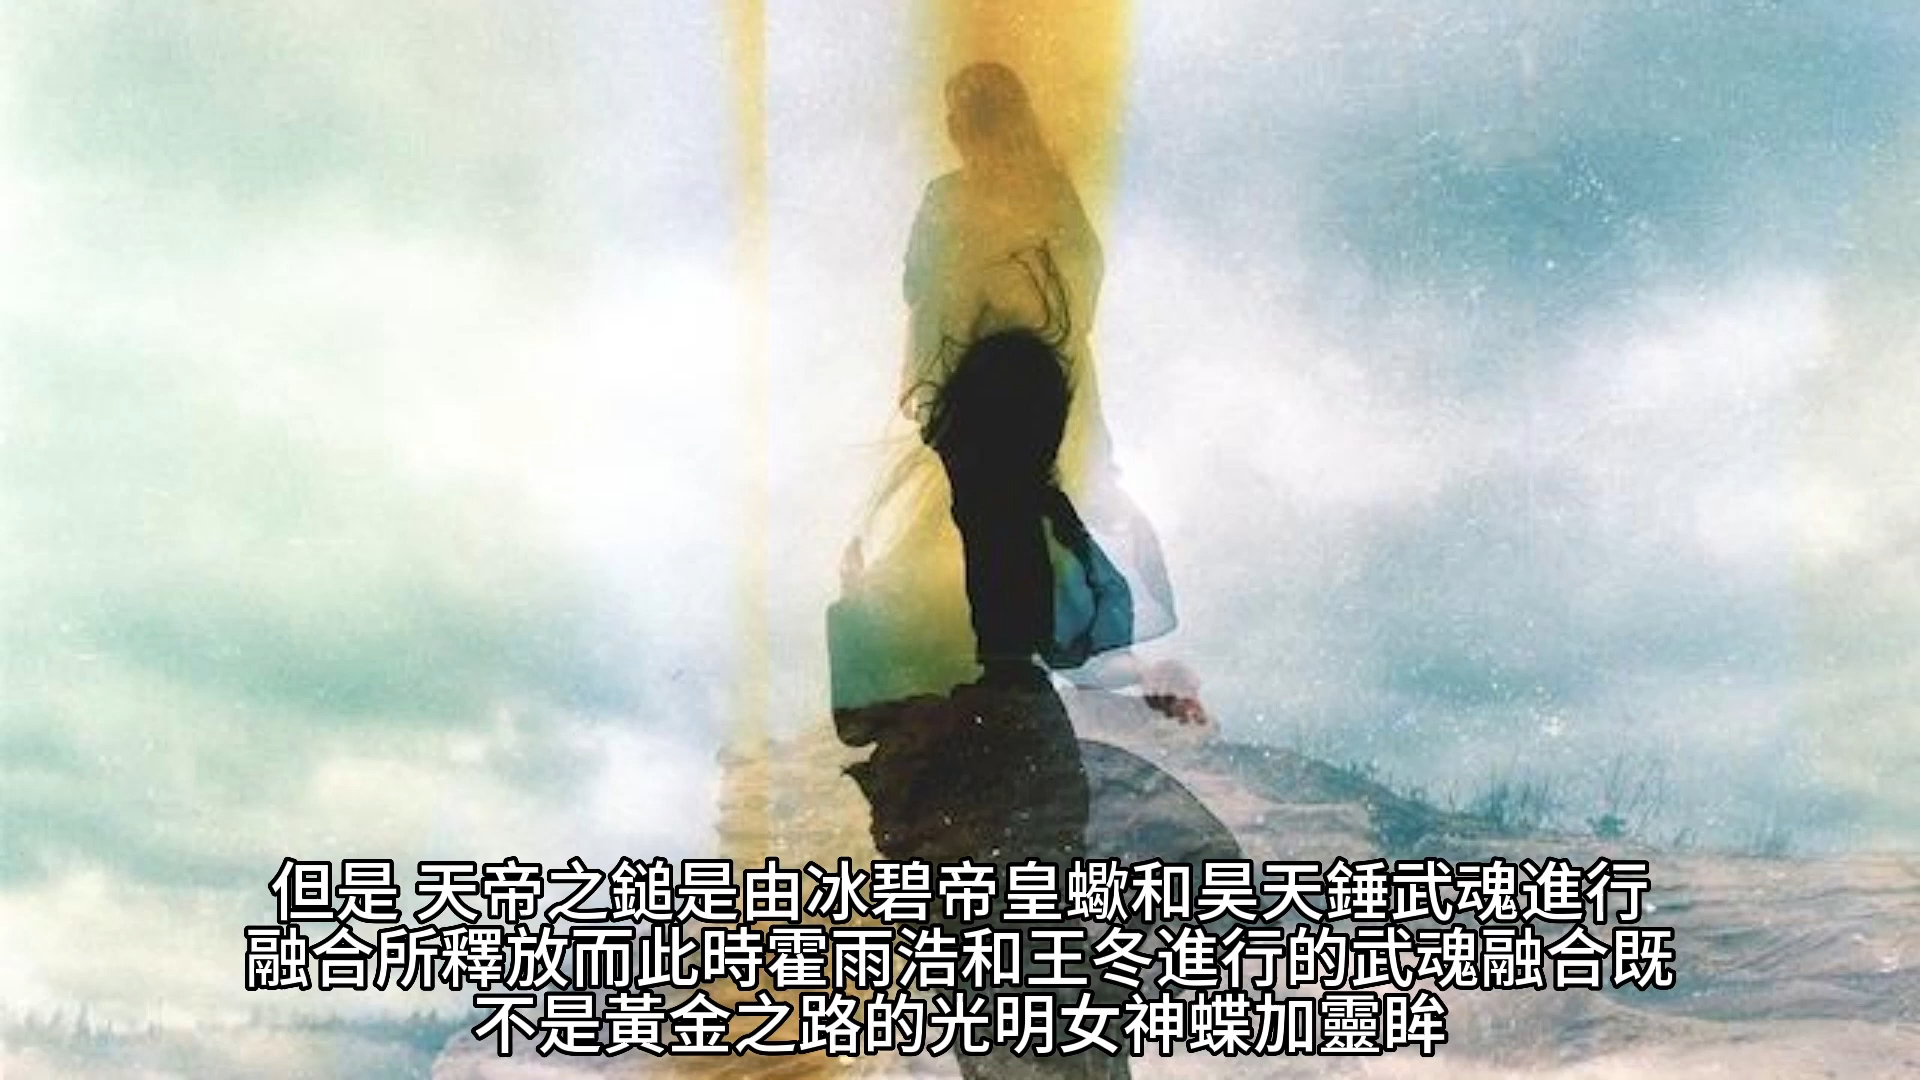 但是 天帝之鎚是由冰碧帝皇蠍和昊天錘武魂進行
融合所釋放而此時霍雨浩和王冬進行的武魂融合既
不是黃金之路的光明女神蝶加靈眸